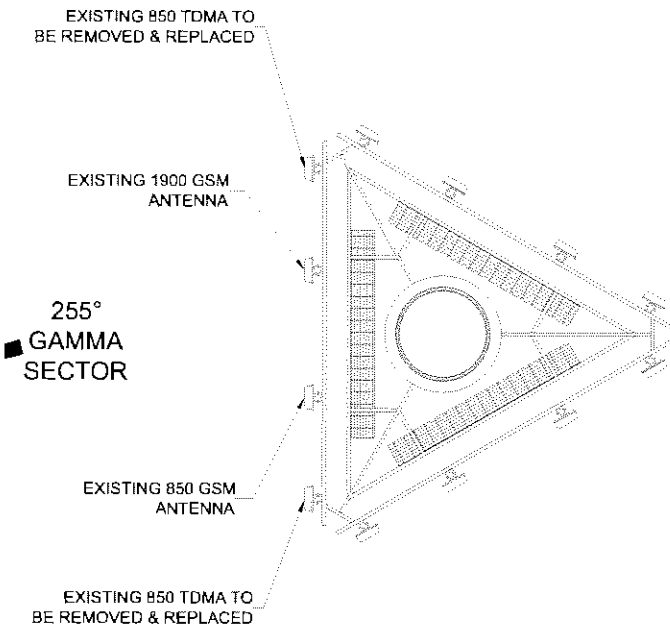 EXISTING 850 TDMA TO
BE REMOVED & REPLACED
EXISTING 1900 GSM
ANTENNA
255°
GAMMA
SECTOR
EXISTING 850 GSM
ANTENNA
EXISTING 850 TDMA TO
BE REMOVED & REPLACED